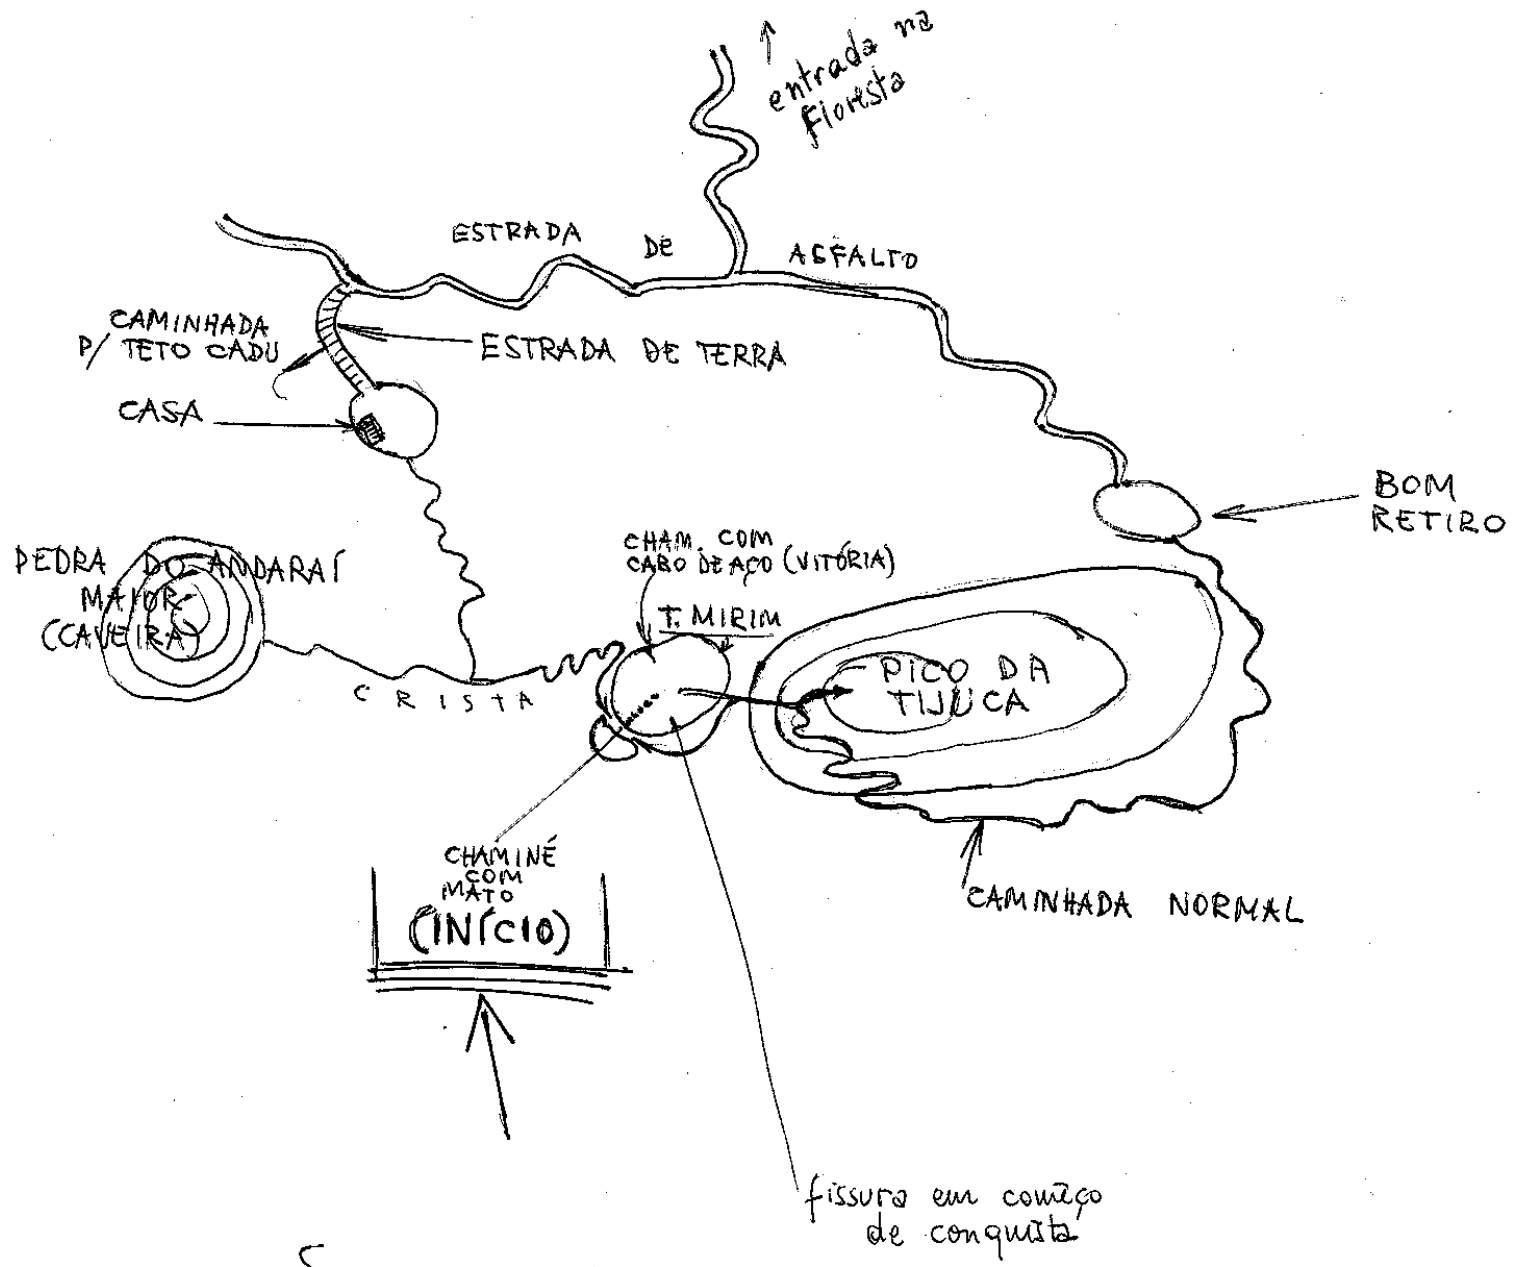 entrada na
Floresta
ESTRADA DE ASFALTO
CAMINHADA
P/ TETO CADU
ESTRADA DE TERRA
CASA
BOM
RETIRO
CHAM. COM
CABO DE AÇO (VITÓRIA)
PEDRA DO ANDARAÍ
MAIOR
(CAVEIRA)
T. MIRIM
PICO DA
TIJUCA
CRISTA
CHAMINÉ
COM
MATO
(INÍCIO)
CAMINHADA NORMAL
fissura em começo
de conquista